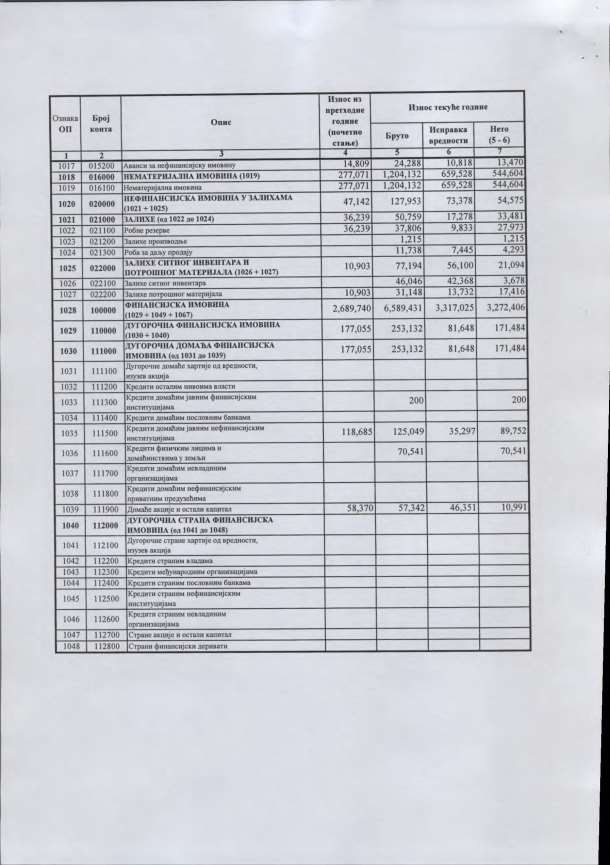 Ознака ОП | Број конта | Опис | Износ из претходне године (почетно стање) | Износ текуће године
Бруто | Исправка вредности | Нето (5 - 6)
1 | 2 | 3 | 4 | 5 | 6 | 7
1017 | 015200 | Аванси за нефинансијску имовину | 14,809 | 24,288 | 10,818 | 13,470
1018 | 016000 | НЕМАТЕРИЈАЛНА ИМОВИНА (1019) | 277,071 | 1,204,132 | 659,528 | 544,604
1019 | 016100 | Нематеријална имовина | 277,071 | 1,204,132 | 659,528 | 544,604
1020 | 020000 | НЕФИНАНСИЈСКА ИМОВИНА У ЗАЛИХАМА (1021 + 1025) | 47,142 | 127,953 | 73,378 | 54,575
1021 | 021000 | ЗАЛИХЕ (од 1022 до 1024) | 36,239 | 50,759 | 17,278 | 33,481
1022 | 021100 | Робне резерве | 36,239 | 37,806 | 9,833 | 27,973
1023 | 021200 | Залихе производње | 1,215 | 1,215
1024 | 021300 | Роба за даљу продају | 11,738 | 7,445 | 4,293
1025 | 022000 | ЗАЛИХЕ СИТНОГ ИНВЕНТАРА И ПОТРОШНОГ МАТЕРИЈАЛА (1026 + 1027) | 10,903 | 77,194 | 56,100 | 21,094
1026 | 022100 | Залихе ситног инвентара | 46,046 | 42,368 | 3,678
1027 | 022200 | Залихе потрошног материјала | 10,903 | 31,148 | 13,732 | 17,416
1028 | 100000 | ФИНАНСИЈСКА ИМОВИНА (1029 + 1049 + 1067) | 2,689,740 | 6,589,431 | 3,317,025 | 3,272,406
1029 | 110000 | ДУГОРОЧНА ФИНАНСИЈСКА ИМОВИНА (1030 + 1040) | 177,055 | 253,132 | 81,648 | 171,484
1030 | 111000 | ДУГОРОЧНА ДОМАЋА ФИНАНСИЈСКА ИМОВИНА (од 1031 до 1039) | 177,055 | 253,132 | 81,648 | 171,484
1031 | 111100 | Дугорочне домаће хартије од вредности, изузев акција
1032 | 111200 | Кредити осталим нивоима власти
1033 | 111300 | Кредити домаћим јавним финансијским институцијама | 200 | 200
1034 | 111400 | Кредити домаћим пословним банкама
1035 | 111500 | Кредити домаћим јавним нефинансијским институцијама | 118,685 | 125,049 | 35,297 | 89,752
1036 | 111600 | Кредити физичким лицима и домаћинствима у земљи | 70,541 | 70,541
1037 | 111700 | Кредити домаћим невладиним организацијама
1038 | 111800 | Кредити домаћим нефинансијским приватним предузећима
1039 | 111900 | Домаће акције и остали капитал | 58,370 | 57,342 | 46,351 | 10,991
1040 | 112000 | ДУГОРОЧНА СТРАНА ФИНАНСИЈСКА ИМОВИНА (од 1041 до 1048)
1041 | 112100 | Дугорочне стране хартије од вредности, изузев акција
1042 | 112200 | Кредити страним владама
1043 | 112300 | Кредити међународним организацијама
1044 | 112400 | Кредити страним пословним банкама
1045 | 112500 | Кредити страним нефинансијским институцијама
1046 | 112600 | Кредити страним невладиним организацијама
1047 | 112700 | Стране акције и остали капитал
1048 | 112800 | Страни финансијски деривати